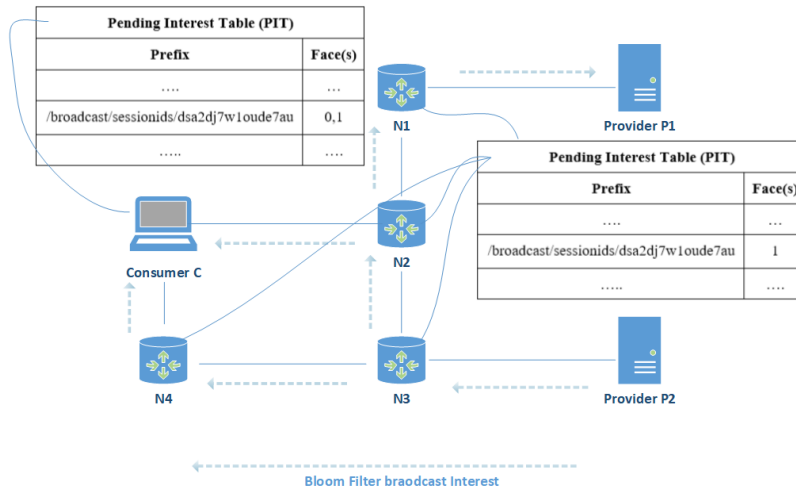 Pending Interest Table (PIT)
Prefix Face(s)
…. …
/broadcast/sessionids/dsa2dj7w1oude7au 0,1
….. ….
N1
Provider P1
Pending Interest Table (PIT)
Prefix Face(s)
…. …
/broadcast/sessionids/dsa2dj7w1oude7au 1
….. ….
N2
Consumer C
N4
N3
Provider P2
Bloom Filter braodcast Interest